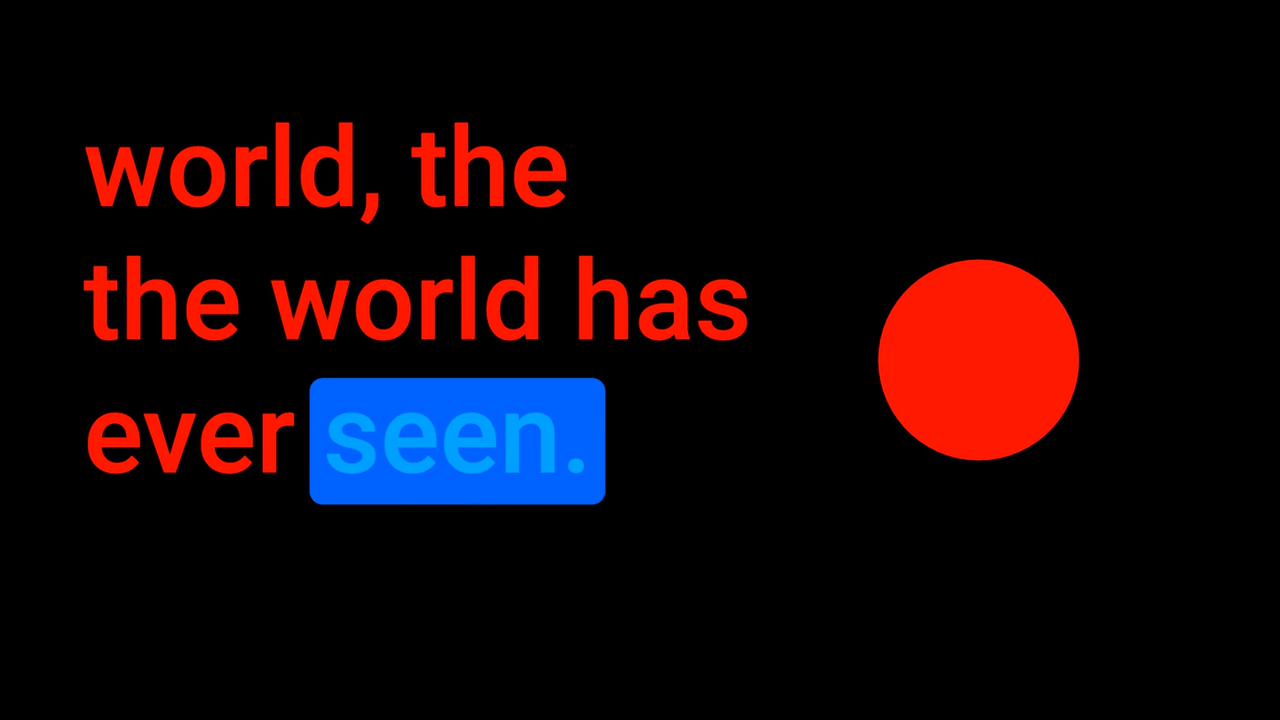 world, the
the world has
ever seen.